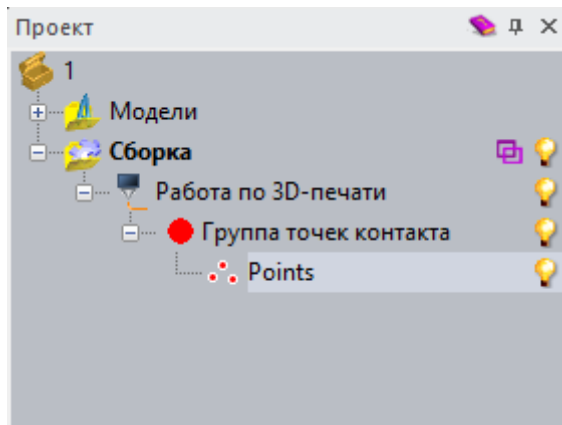 Проект
1
Модели
Сборка
Работа по 3D-печати
Группа точек контакта
Points